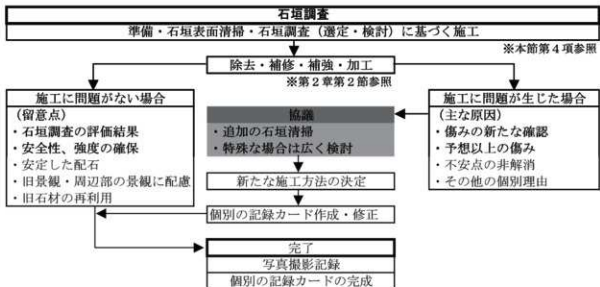 石垣調査
準備・石垣表面清掃・石垣調査（選定・検討）に基づく施工
※本節第４項参照
除去・補修・補強・加工
※第２章第２節参照
施工に問題がない場合
（留意点）
・石垣調査の評価結果
・安全性、強度の確保
・安定した配石
・旧景観・周辺部の景観に配慮
・旧石材の再利用
協議
・追加の石垣清掃
・特殊な場合は広く検討
施工に問題が生じた場合
（主な原因）
・傷みの新たな確認
・予想以上の傷み
・不安点の非解消
・その他の個別理由
新たな施工方法の決定
個別の記録カード作成・修正
完了
写真撮影記録
個別の記録カードの完成